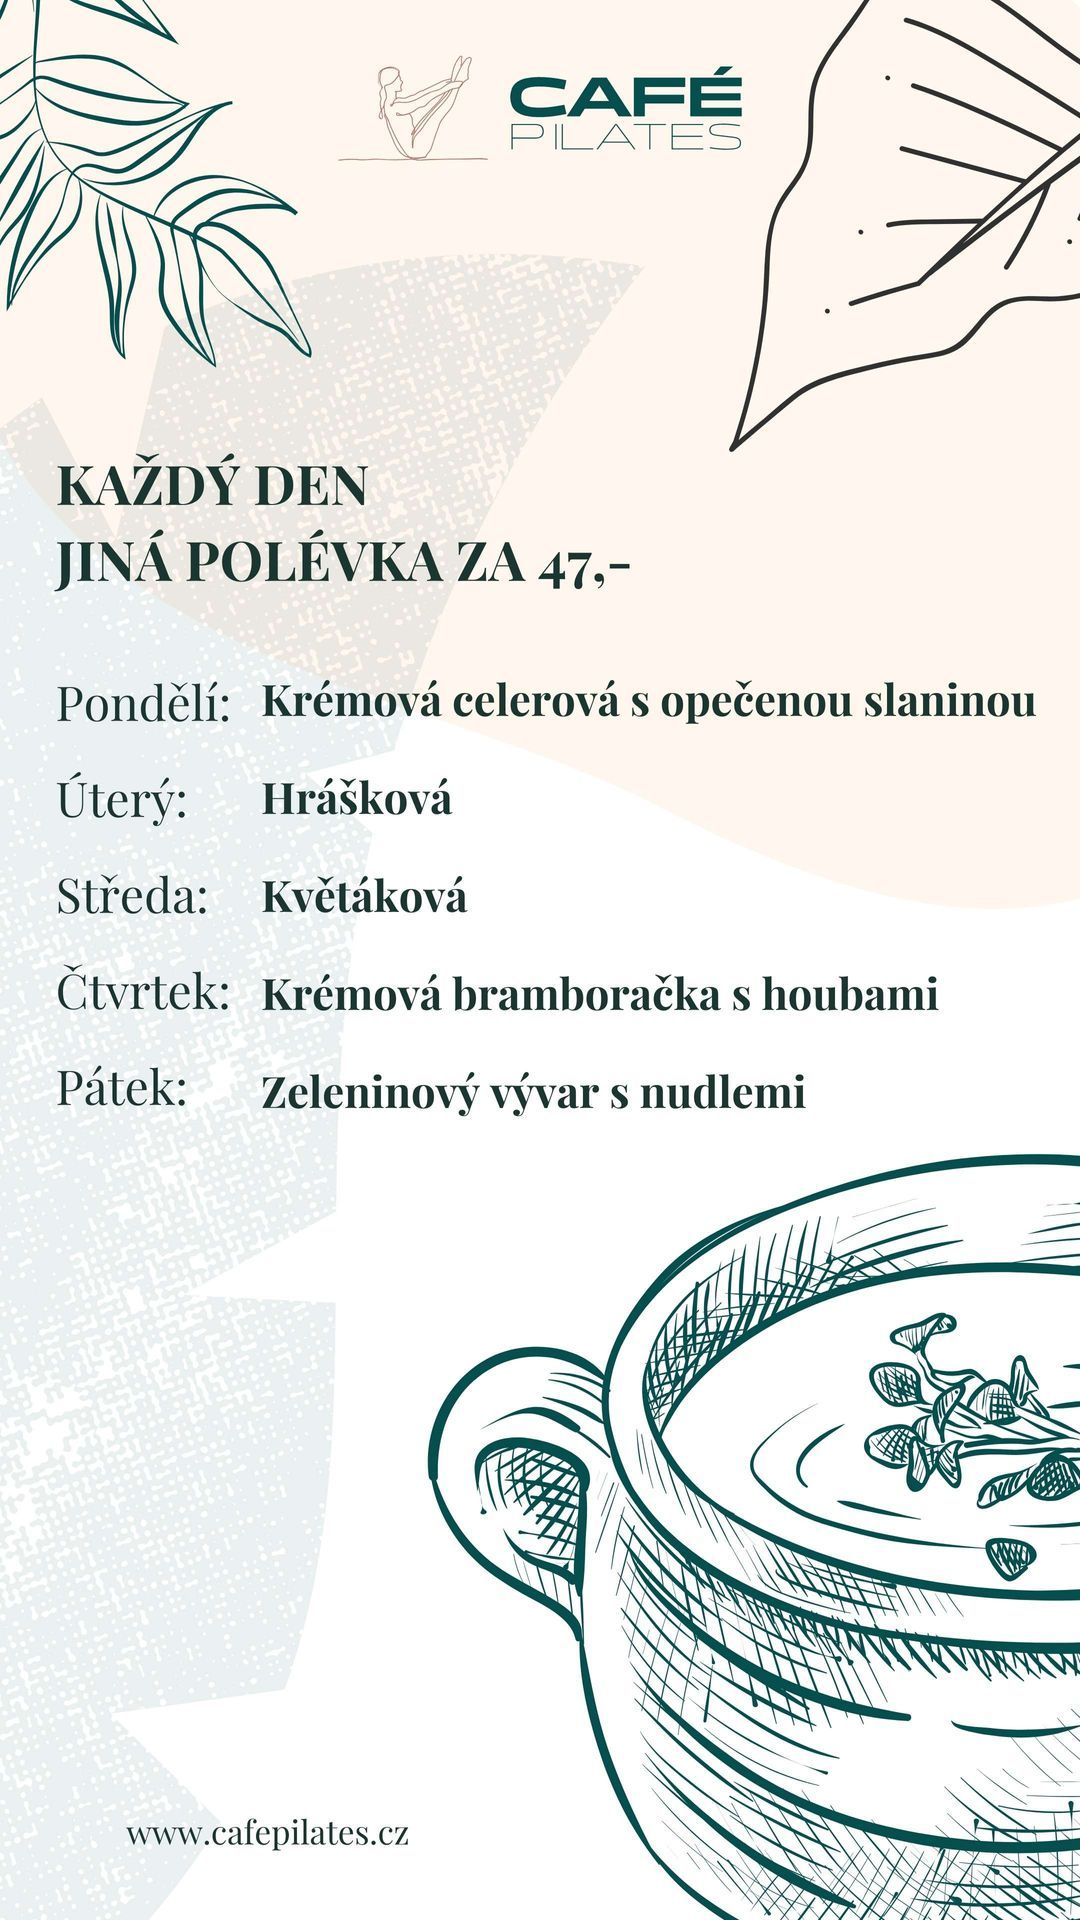 CAFÉ
PILATES
KAŽDÝ DEN
JINÁ POLÉVKA ZA 47,-
Pondělí: Krémová celerová s opečenou slaninou
Úterý: Hrášková
Středa: Květáková
Čtvrtek: Krémová bramboračka s houbami
Pátek: Zeleninový vývar s nudlemi
www.cafepilates.cz